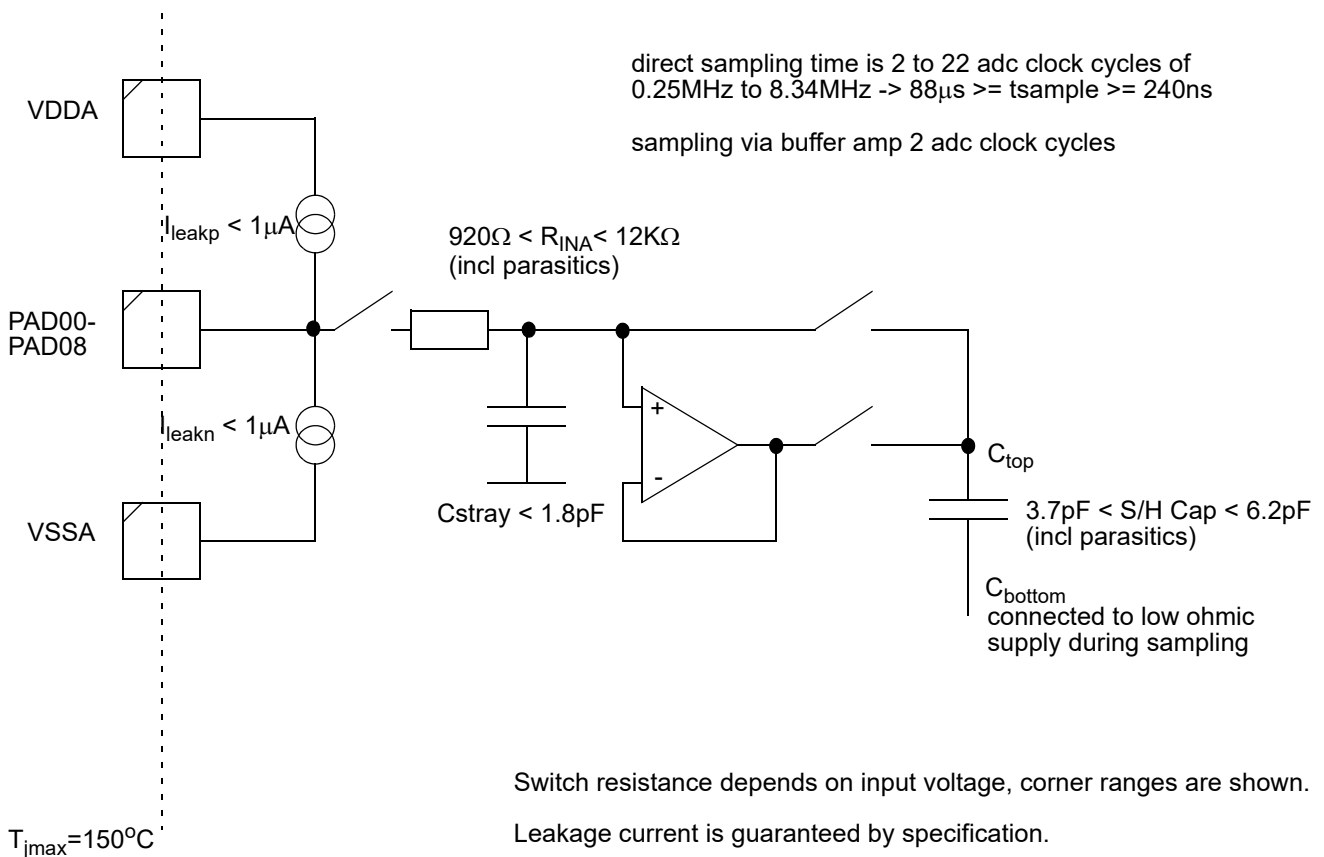 direct sampling time is 2 to 22 adc clock cycles of
0.25MHz to 8.34MHz -> 88μs >= tsample >= 240ns
sampling via buffer amp 2 adc clock cycles
VDDA
Ileakp < 1μA
920Ω < RINA< 12KΩ
(incl parasitics)
PAD00-
PAD08
Ileakn < 1μA
+
-
Cstray < 1.8pF
Ctop
3.7pF < S/H Cap < 6.2pF
(incl parasitics)
VSSA
Cbottom
connected to low ohmic
supply during sampling
Switch resistance depends on input voltage, corner ranges are shown.
Leakage current is guaranteed by specification.
Tjmax=150oC